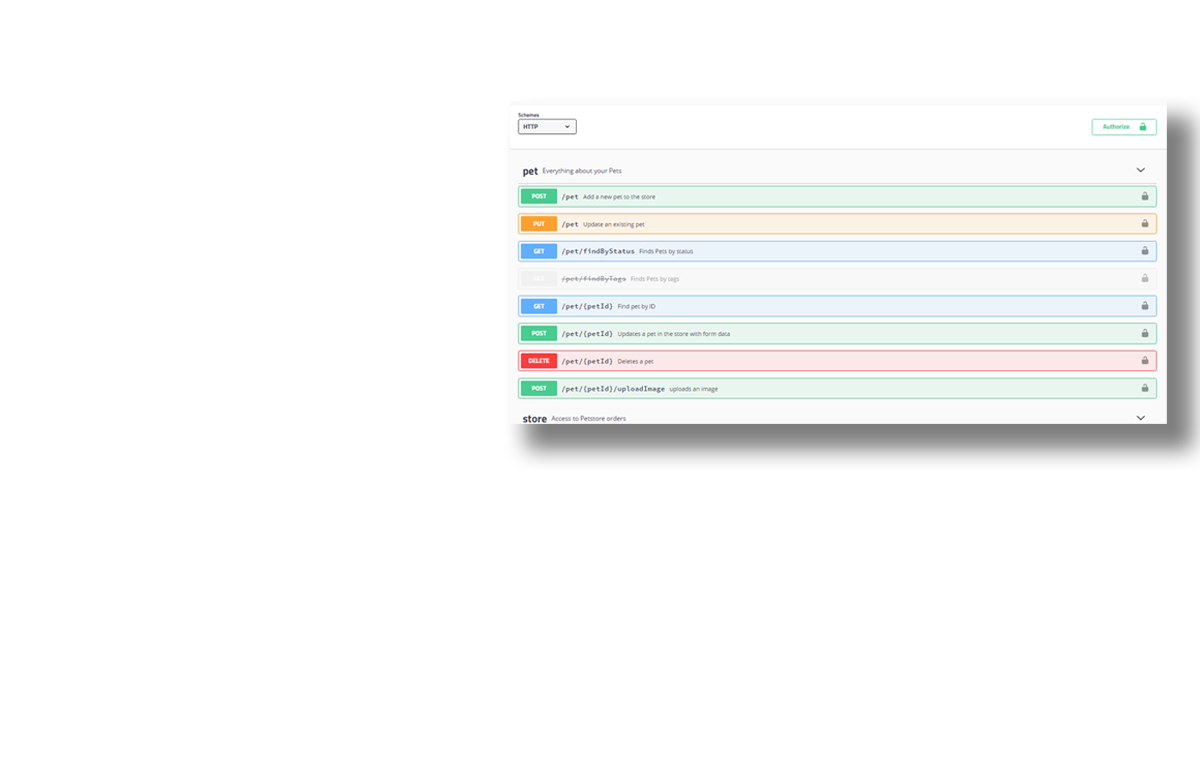 Schemes
HTTP
Authorize
pet Everything about your Pets
POST /pet Add a new pet to the store
PUT /pet Update an existing pet
GET /pet/findByStatus Finds Pets by status
/pet/findByTags Finds Pets by tags
GET /pet/{petId} Find pet by ID
POST /pet/{petId} Updates a pet in the store with form data
DELETE /pet/{petId} Deletes a pet
POST /pet/{petId}/uploadImage uploads an image
store Access to Petstore orders